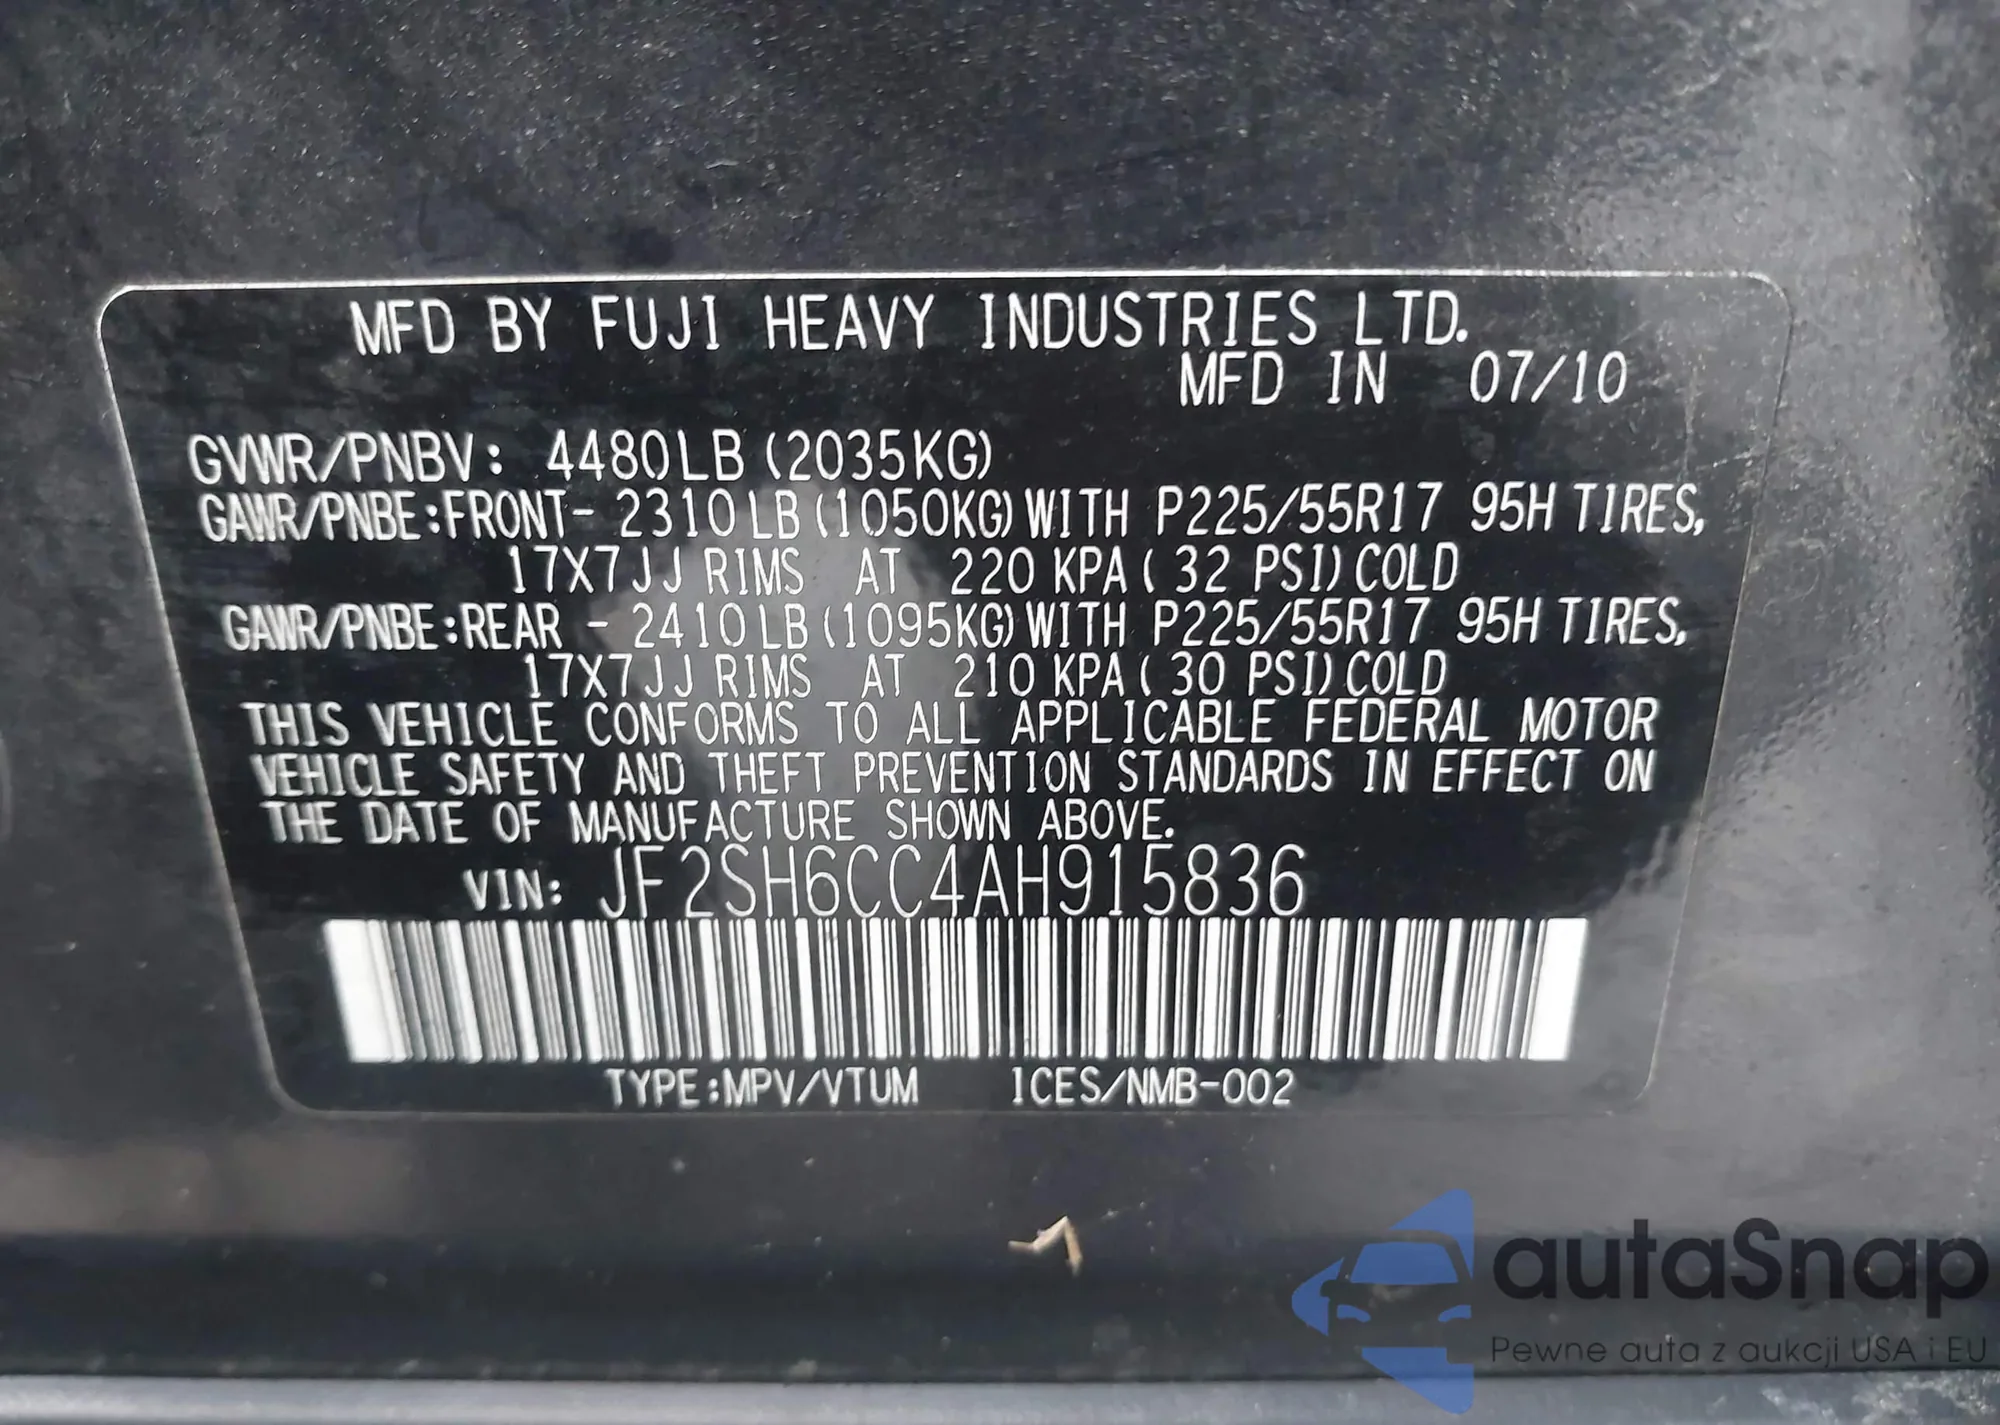 MFD BY FUJI HEAVY INDUSTRIES LTD.
MFD IN 07/10
GVWR/PNBV: 4480LB (2035KG)
GAWR/PNBE:FRONT- 2310LB(1050KG)WITH P225/55R17 95H TIRES,
17X7JJ RIMS AT 220 KPA( 32 PSI)COLD
GAWR/PNBE:REAR - 2410LB(1095KG)WITH P225/55R17 95H TIRES,
17X7JJ RIMS AT 210 KPA( 30 PSI)COLD
THIS VEHICLE CONFORMS TO ALL APPLICABLE FEDERAL MOTOR
VEHICLE SAFETY AND THEFT PREVENTION STANDARDS IN EFFECT ON
THE DATE OF MANUFACTURE SHOWN ABOVE.
VIN: JF2SH6CC4AH915836
TYPE:MPV/VTUM ICES/NMB-002
autaSnap
Pewne auta z aukcji USA i EU